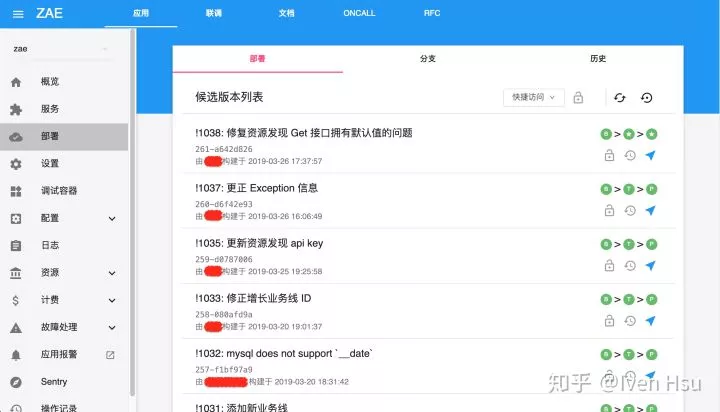 ZAE
应用 联调 文档 ONCALL RFC
zae
概览
服务
部署
设置
调试容器
配置
日志
资源
计费
故障处理
应用报警
Sentry
操作记录
部署 分支 历史
候选版本列表 快捷访问
!1038: 修复资源发现 Get 接口拥有默认值的问题
B > ★ > ★
261-a642d826
由 构建于 2019-03-26 17:37:57
!1037: 更正 Exception 信息
B > T > P
260-d6f42e93
由 构建于 2019-03-26 16:06:49
!1035: 更新资源发现 api key
B > T > P
259-d0787006
由 构建于 2019-03-25 19:25:58
!1033: 修正增长业务线 ID
B > T > P
258-080afd9a
由 构建于 2019-03-20 19:01:37
!1032: mysql does not support `__date`
B > T > P
257-f1bf97a9
由 构建于 2019-03-20 18:31:42
!1031: 添加新业务线
知乎 @Iven Hsu